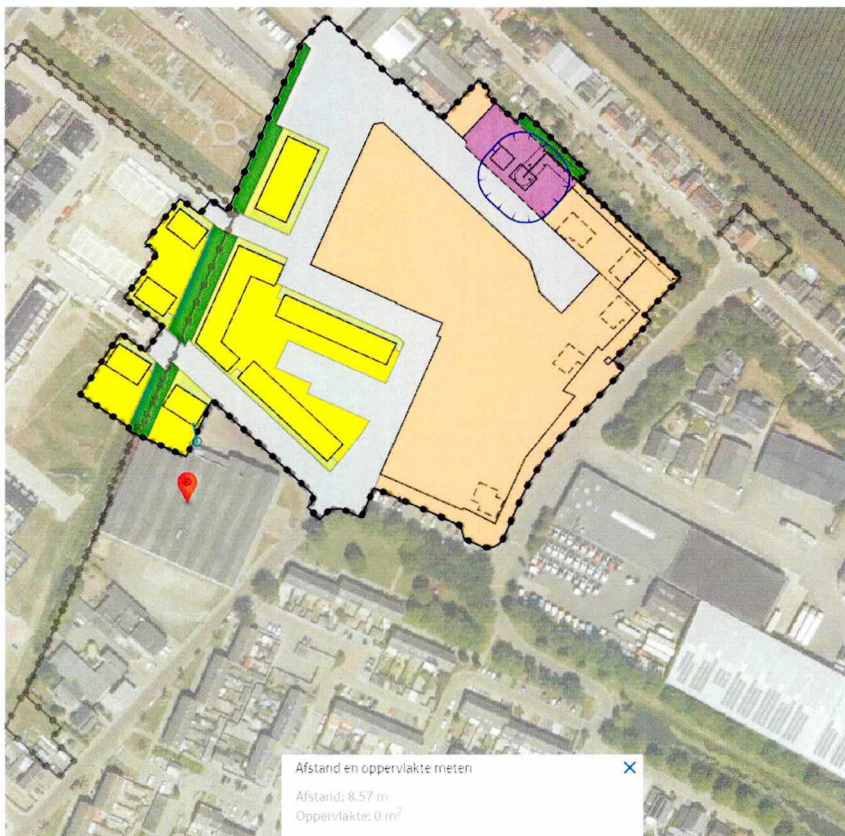 Afstand en oppervlakte meten
Afstand: 8.57 m
Oppervlakte: 0 m²